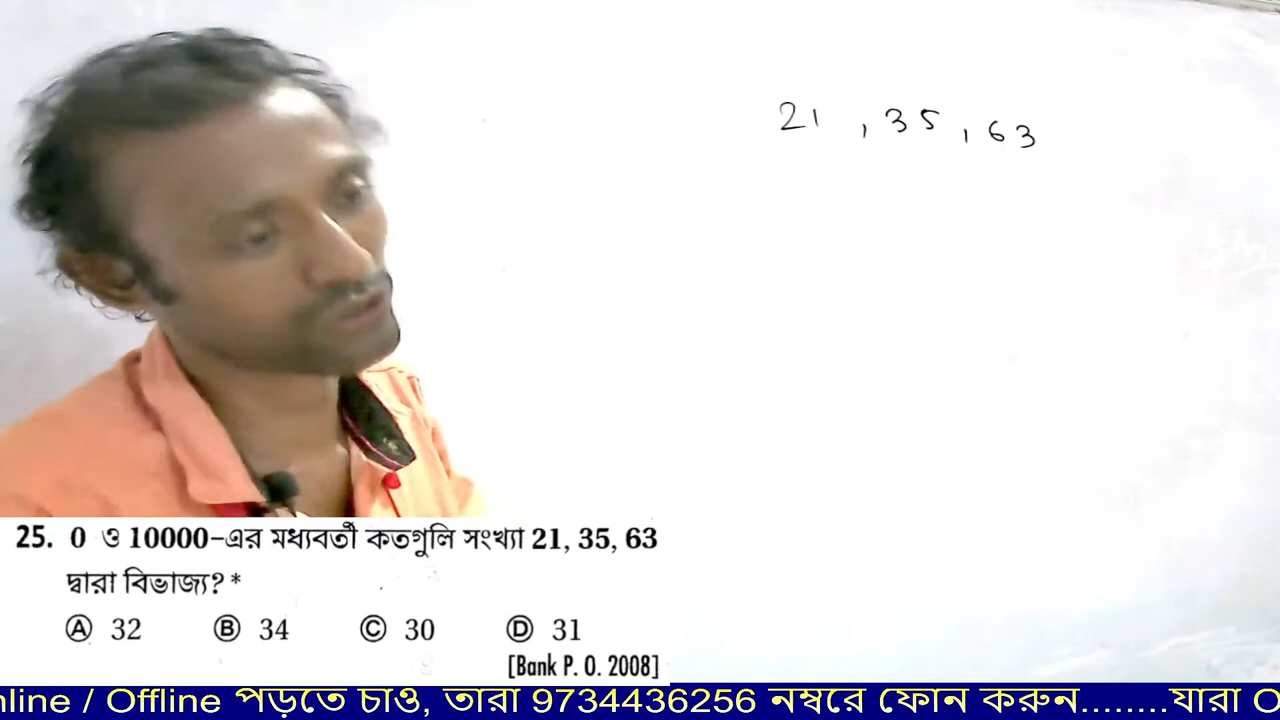 21 , 35 , 63
25. 0 ও 10000-এর মধ্যবর্তী কতগুলি সংখ্যা 21, 35, 63
দ্বারা বিভাজ্য? *
Ⓐ 32 Ⓑ 34 Ⓒ 30 Ⓓ 31
[Bank P. O. 2008]
nline / Offline পড়তে চাও, তারা 9734436256 নম্বরে ফোন করুন........যারা O